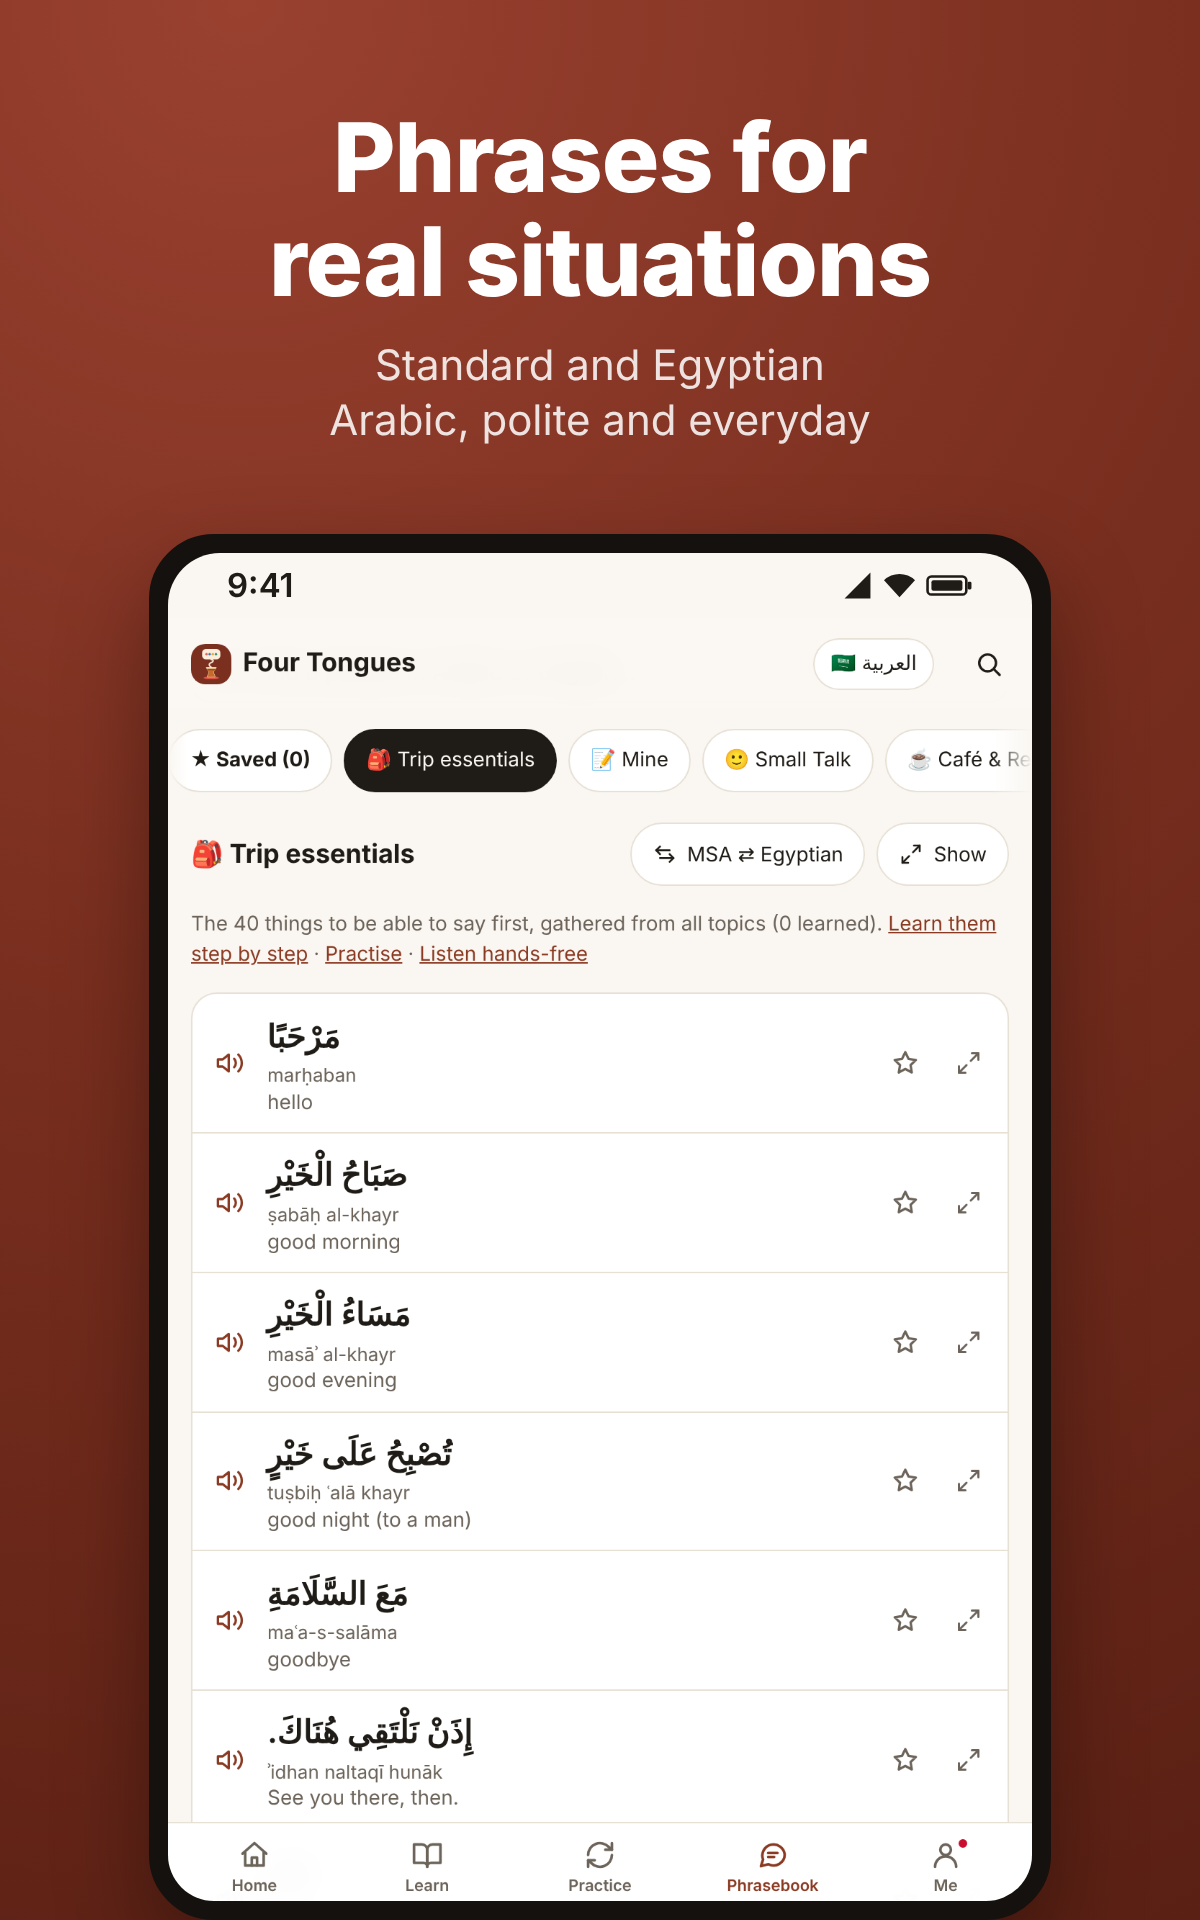 Phrases for
real situations
Standard and Egyptian
Arabic, polite and everyday
9:41
Four Tongues
العربية
★ Saved (0)
Trip essentials
Mine
Small Talk
Café & Re
Trip essentials
MSA ⇄ Egyptian
Show
The 40 things to be able to say first, gathered from all topics (0 learned). Learn them
step by step · Practise · Listen hands-free
مَرْحَبًا
marḥaban
hello
صَبَاحُ الْخَيْرِ
ṣabāḥ al-khayr
good morning
مَسَاءُ الْخَيْرِ
masāʾ al-khayr
good evening
تُصْبِحُ عَلَى خَيْرٍ
tuṣbiḥ ʿalā khayr
good night (to a man)
مَعَ السَّلَامَةِ
maʿa-s-salāma
goodbye
إِذَنْ نَلْتَقِي هُنَاكَ.
ʾidhan naltaqī hunāk
See you there, then.
Home
Learn
Practice
Phrasebook
Me